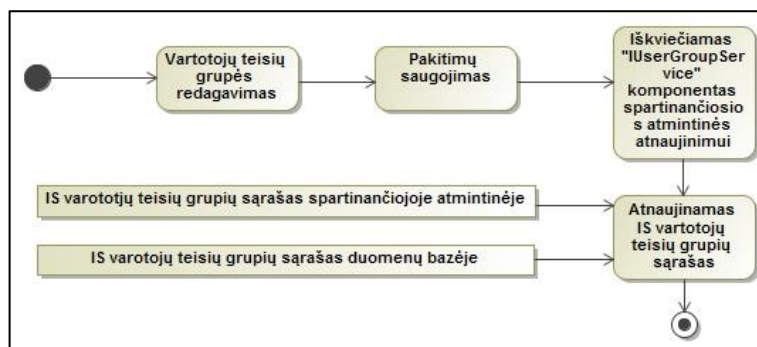 Vartotojų teisių
grupės
redagavimas
Pakitimų
saugojimas
Iškviečiamas
"IUserGroupSer
vice"
komponentas
spartinančiosio
s atmintinės
atnaujinimui
IS varototjų teisių grupių sąrašas spartinančiojoje atmintinėje
IS varotojų teisių grupių sąrašas duomenų bazėje
Atnaujinamas
IS vartotojų
teisių grupių
sąrašas